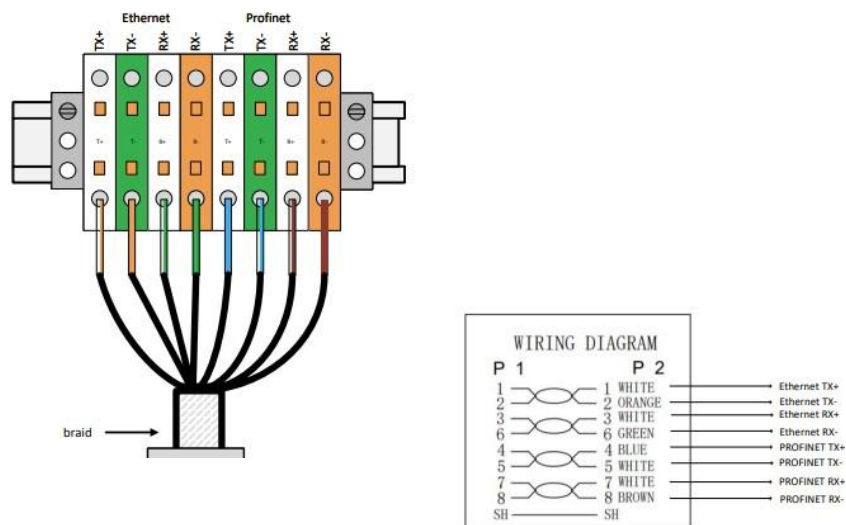 Ethernet Profinet
TX+ TX- RX+ RX- TX+ TX- RX+ RX-
T+ T- R+ R- T+ T- R+ R-
braid
WIRING DIAGRAM
P 1 P 2
1 1 WHITE Ethernet TX+
2 2 ORANGE Ethernet TX-
3 3 WHITE Ethernet RX+
6 6 GREEN Ethernet RX-
4 4 BLUE PROFINET TX+
5 5 WHITE PROFINET TX-
7 7 WHITE PROFINET RX+
8 8 BROWN PROFINET RX-
SH SH